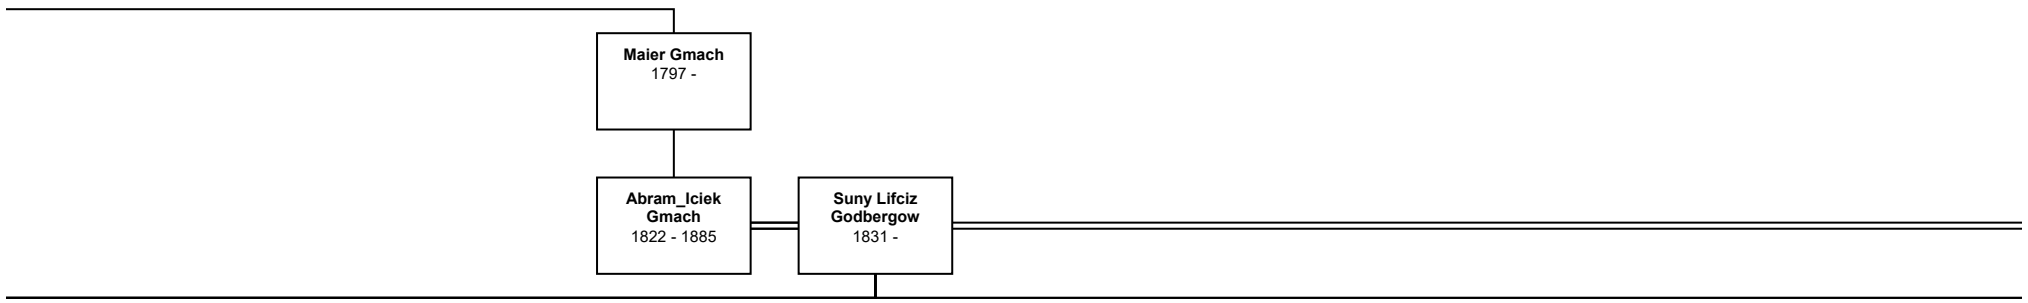 Maier Gmach
1797 -
Abram_Iciek
Gmach
1822 - 1885
Suny Lifciz
Godbergow
1831 -